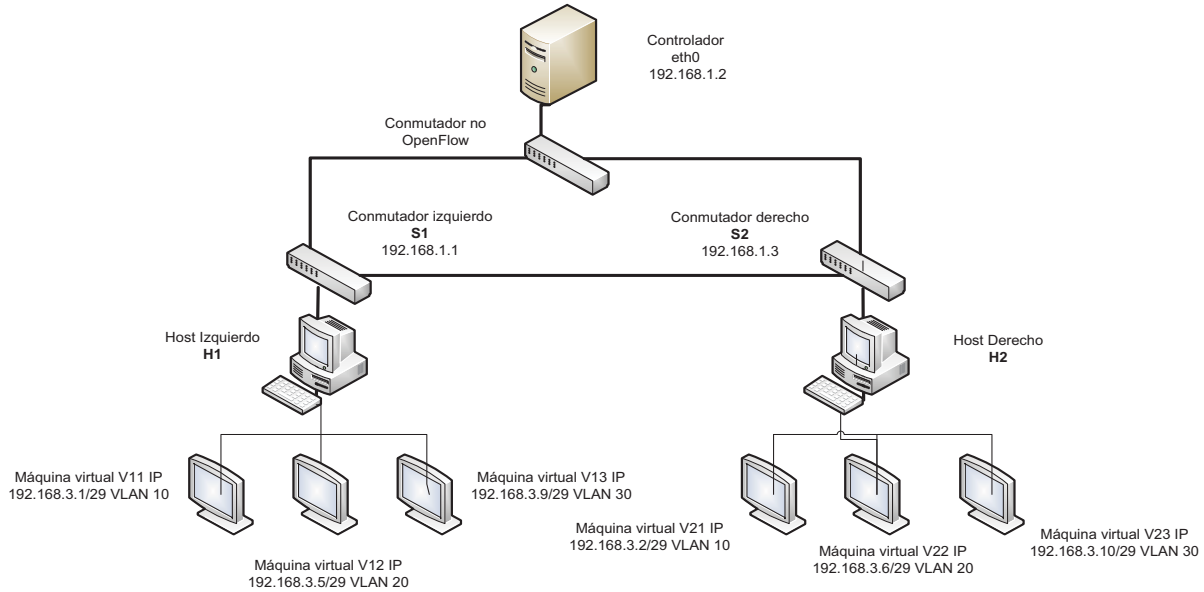 Controlador
eth0
192.168.1.2
Conmutador no
OpenFlow
Conmutador izquierdo
S1
192.168.1.1
Conmutador derecho
S2
192.168.1.3
Host Izquierdo
H1
Host Derecho
H2
Máquina virtual V11 IP
192.168.3.1/29 VLAN 10
Máquina virtual V13 IP
192.168.3.9/29 VLAN 30
Máquina virtual V12 IP
192.168.3.5/29 VLAN 20
Máquina virtual V21 IP
192.168.3.2/29 VLAN 10
Máquina virtual V22 IP
192.168.3.6/29 VLAN 20
Máquina virtual V23 IP
192.168.3.10/29 VLAN 30